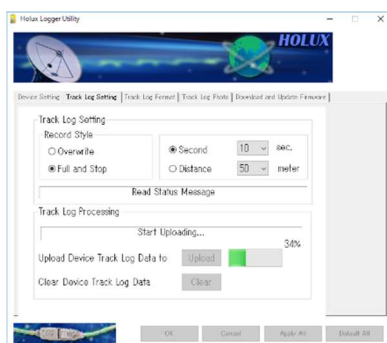 Holux Logger Utility
HOLUX
Device Setting Track Log Setting Track Log Format Track Log Photo Download and Update Firmware
Track Log Setting
Record Style
Overwrite
Full and Stop
Second 10 sec.
Distance 50 meter
Read Status Message
Track Log Processing
Start Uploading...
34%
Upload Device Track Log Data to Upload
Clear Device Track Log Data Clear
OK Cancel Apply All Default All